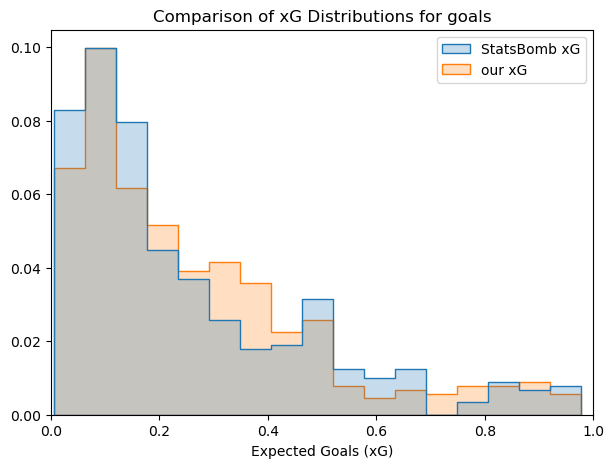 Comparison of xG Distributions for goals
StatsBomb xG
our xG
0.10
0.08
0.06
0.04
0.02
0.00
0.0 0.2 0.4 0.6 0.8 1.0
Expected Goals (xG)